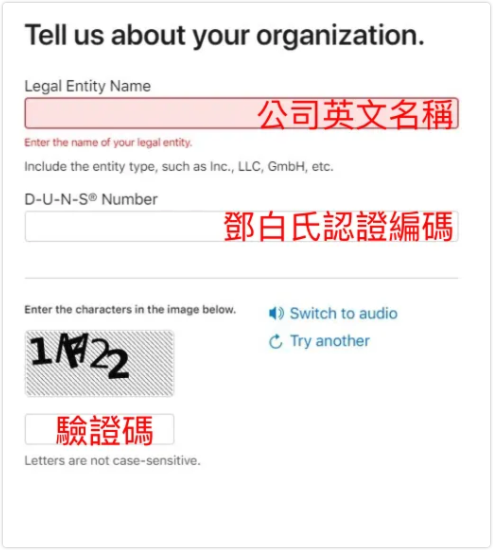 Tell us about your organization.
Legal Entity Name
公司英文名稱
Enter the name of your legal entity.
Include the entity type, such as Inc., LLC, GmbH, etc.
D-U-N-S® Number
鄧白氏認證編碼
Enter the characters in the image below.
Switch to audio
Try another
驗證碼
Letters are not case-sensitive.